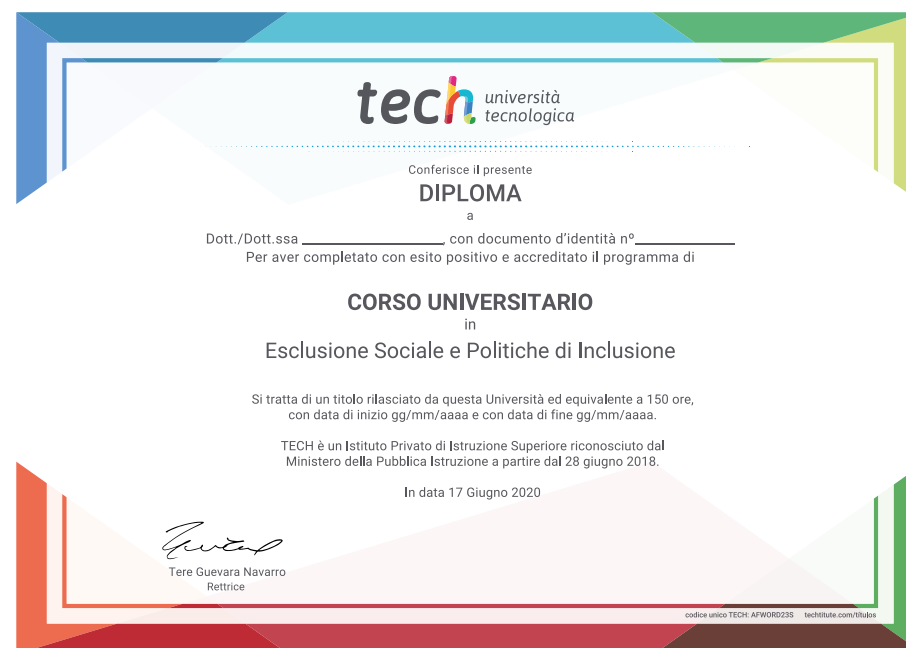 tech università
tecnologica
Conferisce il presente
DIPLOMA
a
Dott./Dott.ssa ____________________, con documento d'identità nº______________
Per aver completato con esito positivo e accreditato il programma di
CORSO UNIVERSITARIO
in
Esclusione Sociale e Politiche di Inclusione
Si tratta di un titolo rilasciato da questa Università ed equivalente a 150 ore,
con data di inizio gg/mm/aaaa e con data di fine gg/mm/aaaa.
TECH è un Istituto Privato di Istruzione Superiore riconosciuto dal
Ministero della Pubblica Istruzione a partire dal 28 giugno 2018.
In data 17 Giugno 2020
Tere Guevara Navarro
Rettrice
codice unico TECH: AFWORD23S techtitute.com/titulos